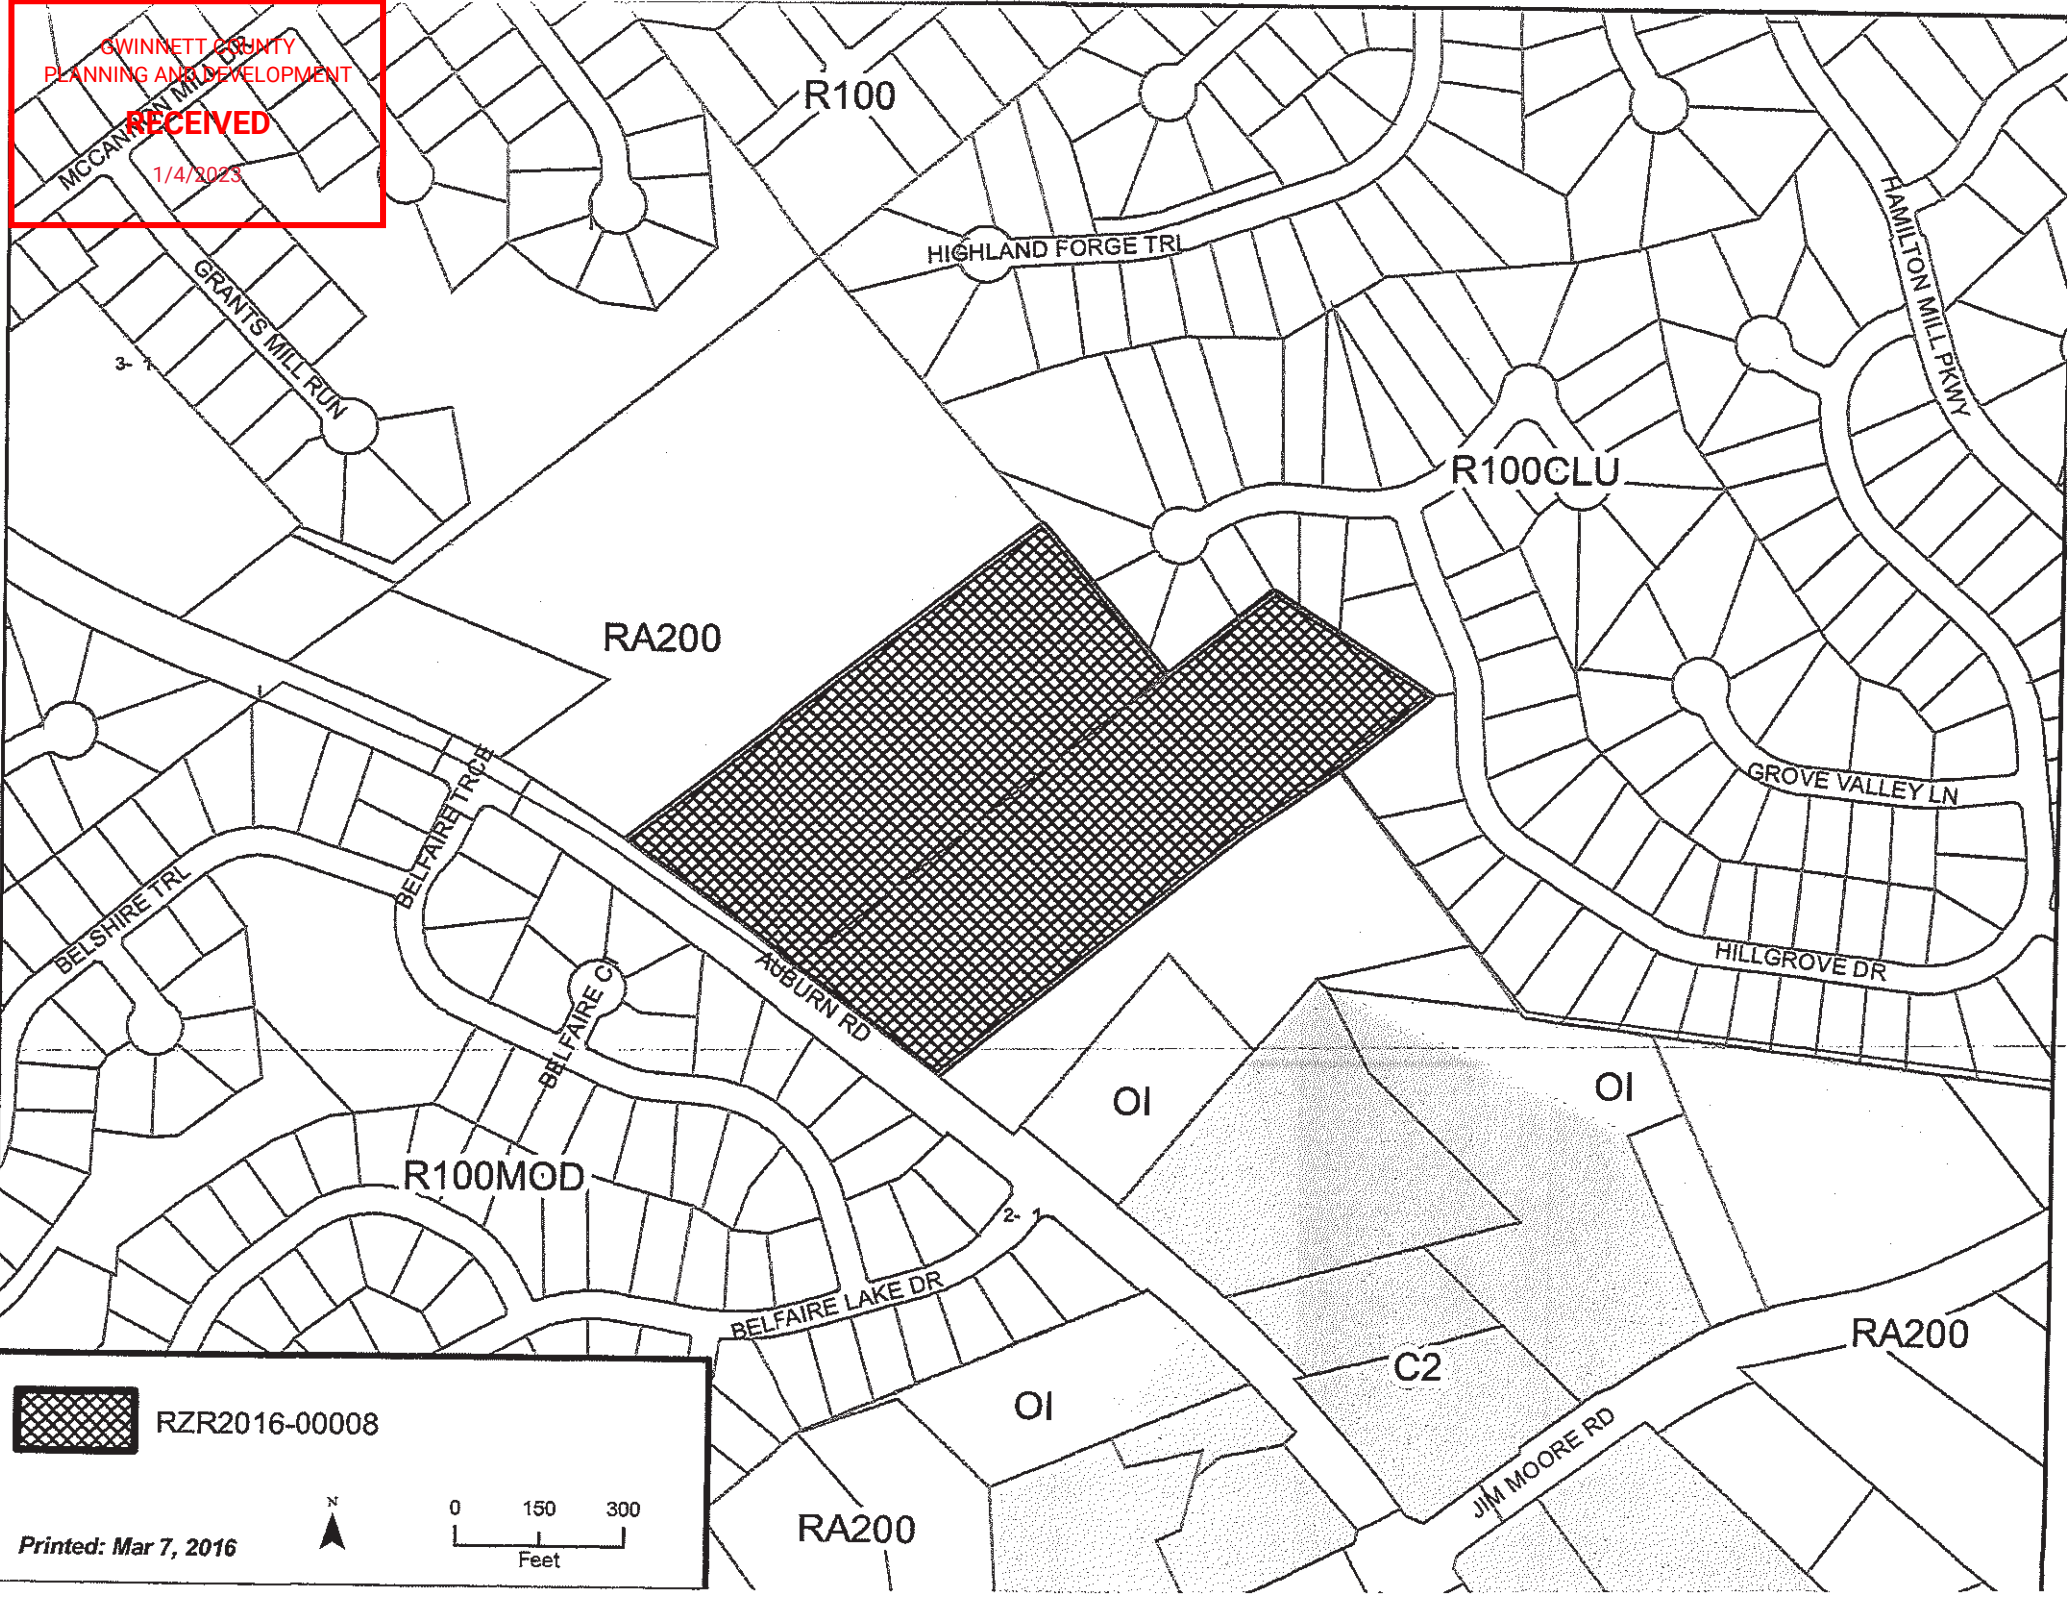 GWINNETT COUNTY
PLANNING AND DEVELOPMENT
RECEIVED
1/4/2023
MCCANNON MILL DR
R100
HIGHLAND FORGE TRL
HAMILTON MILL PKWY
GRANTS MILL RUN
3- 1
R100CLU
RA200
GROVE VALLEY LN
BELFAIRE TRCE
BELSHIRE TRL
HILLGROVE DR
AUBURN RD
BELFAIRE CT
OI
OI
R100MOD
2- 1
BELFAIRE LAKE DR
RA200
C2
OI
JIM MOORE RD
RA200
RZR2016-00008
N
0 150 300
Feet
Printed: Mar 7, 2016